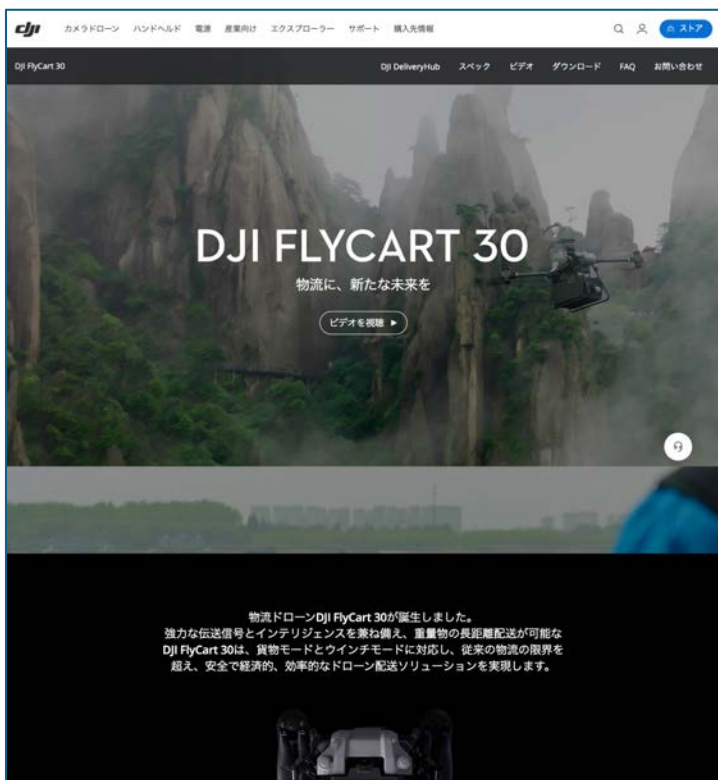 dji カメラドローン ハンドヘルド 電源 産業向け エクスプローラー サポート 購入先情報 ストア
DJI FlyCart 30 DJI DeliveryHub スペック ビデオ ダウンロード FAQ お問い合わせ
DJI FLYCART 30
物流に、新たな未来を
ビデオを視聴
物流ドローンDJI FlyCart 30が誕生しました。
強力な伝送信号とインテリジェンスを兼ね備え、重量物の長距離配送が可能な
DJI FlyCart 30は、貨物モードとウインチモードに対応し、従来の物流の限界を
超え、安全で経済的、効率的なドローン配送ソリューションを実現します。